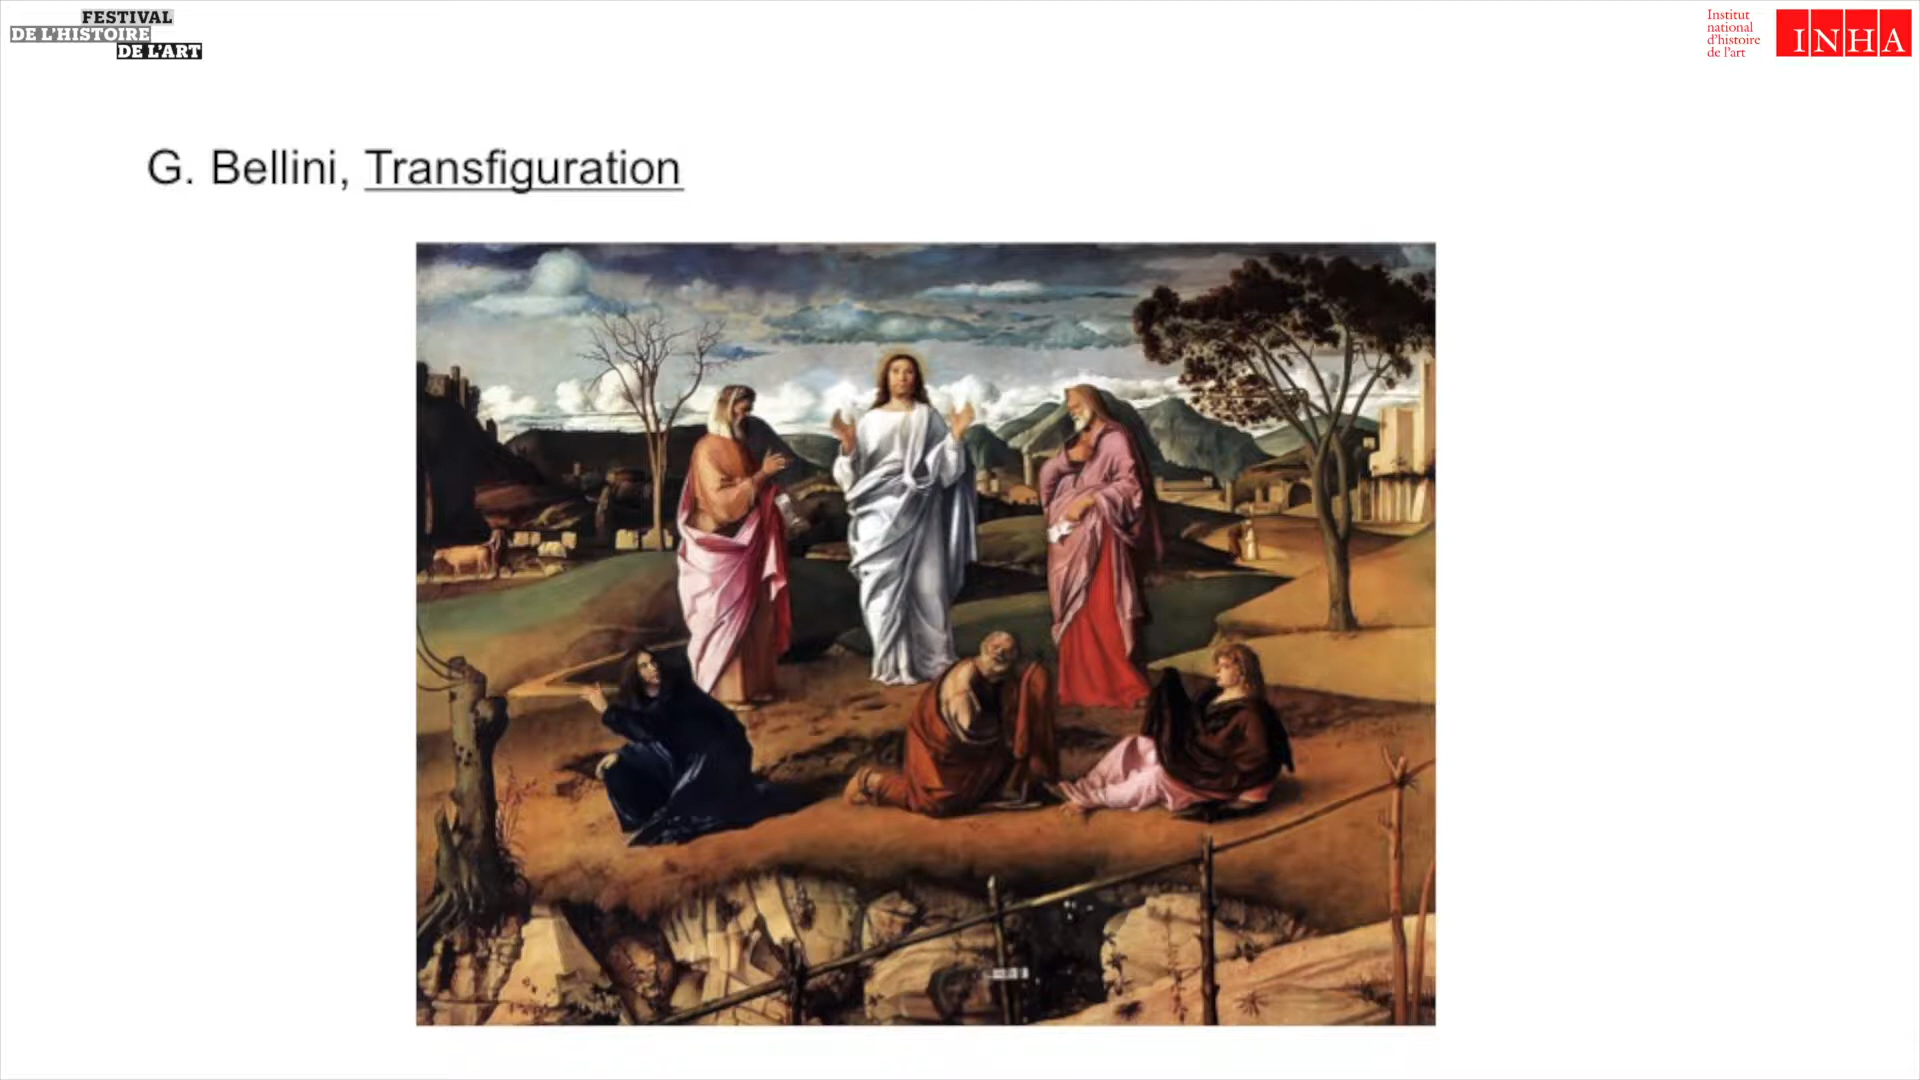 FESTIVAL
DE L'HISTOIRE
DE L'ART
Institut
national
d'histoire
de l'art
INHA
G. Bellini, Transfiguration